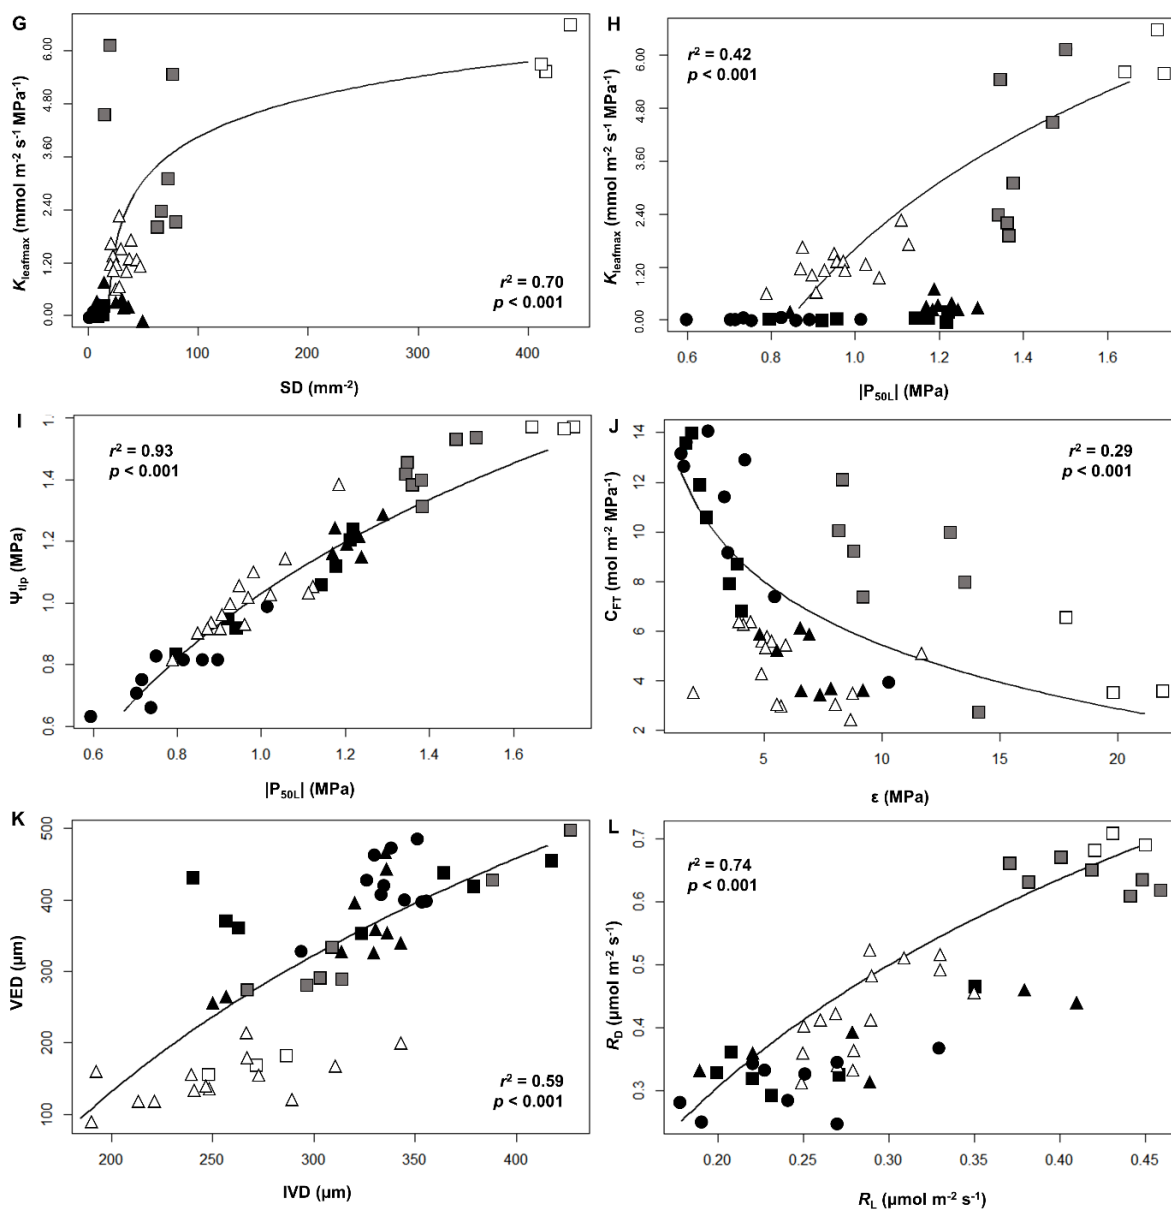 G
6.00
4.80
3.60
2.40
1.20
0.00
K_leafmax (mmol m⁻² s⁻¹ MPa⁻¹)
r² = 0.70
p < 0.001
0 100 200 300 400
SD (mm⁻²)
H
6.00
4.80
3.60
2.40
1.20
0.00
K_leafmax (mmol m⁻² s⁻¹ MPa⁻¹)
r² = 0.42
p < 0.001
0.6 0.8 1.0 1.2 1.4 1.6
|P₅₀L| (MPa)
I
1.4
1.2
1.0
0.8
0.6
Ψ_tlp (MPa)
r² = 0.93
p < 0.001
0.6 0.8 1.0 1.2 1.4 1.6
|P₅₀L| (MPa)
J
14
12
10
8
6
4
2
C_FT (mol m⁻² MPa⁻¹)
r² = 0.29
p < 0.001
5 10 15 20
ε (MPa)
K
500
400
300
200
100
VED (µm)
r² = 0.59
p < 0.001
200 250 300 350 400
IVD (µm)
L
0.7
0.6
0.5
0.4
0.3
R_D (µmol m⁻² s⁻¹)
r² = 0.74
p < 0.001
0.20 0.25 0.30 0.35 0.40 0.45
R_L (µmol m⁻² s⁻¹)